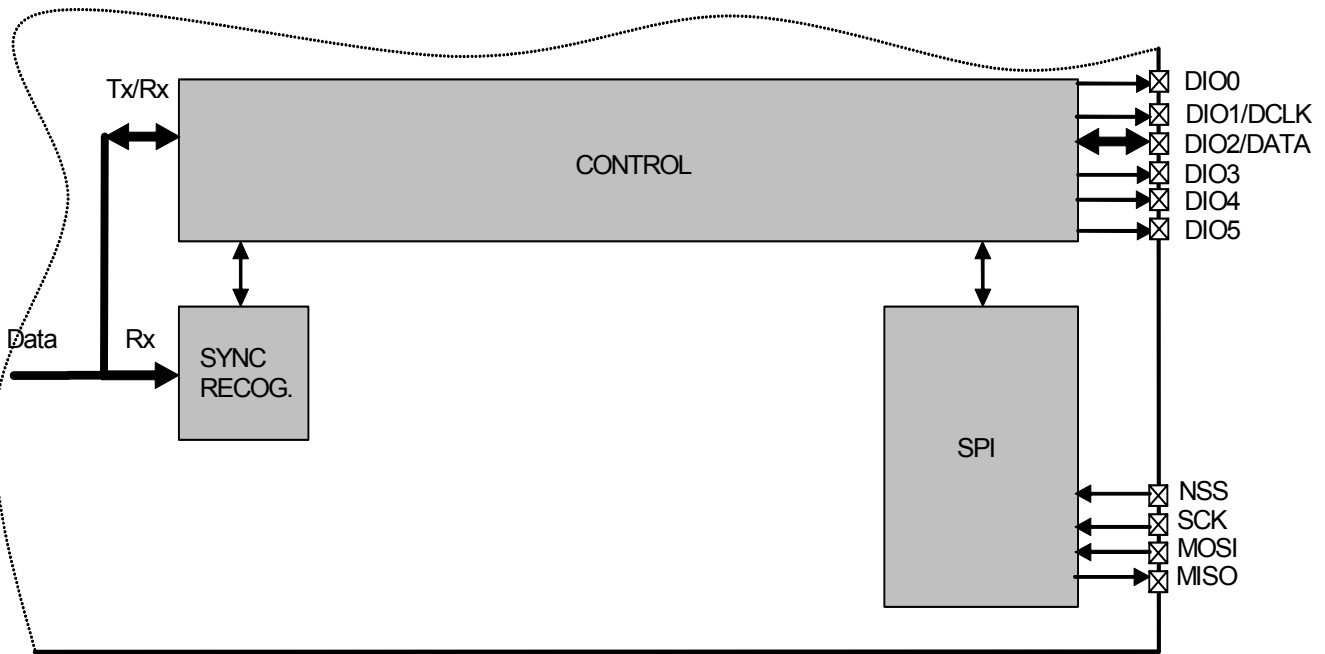 Tx/Rx
DIO0
DIO1/DCLK
DIO2/DATA
CONTROL
DIO3
DIO4
DIO5
Data
Rx
SYNC
RECOG.
SPI
NSS
SCK
MOSI
MISO